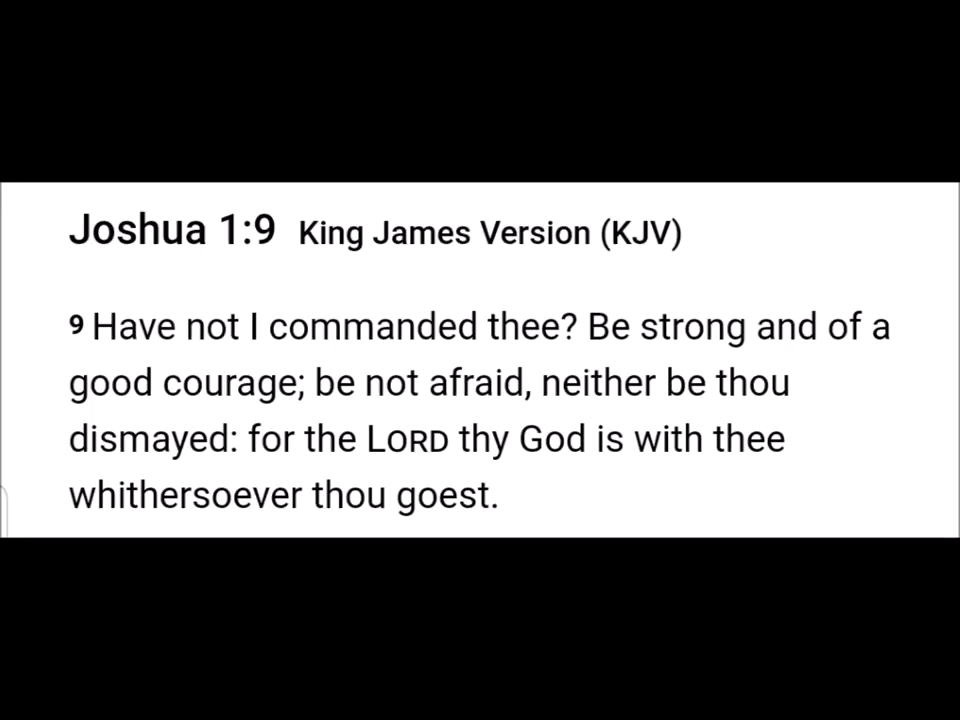 Joshua 1:9 King James Version (KJV)
9 Have not I commanded thee? Be strong and of a
good courage; be not afraid, neither be thou
dismayed: for the LORD thy God is with thee
whithersoever thou goest.